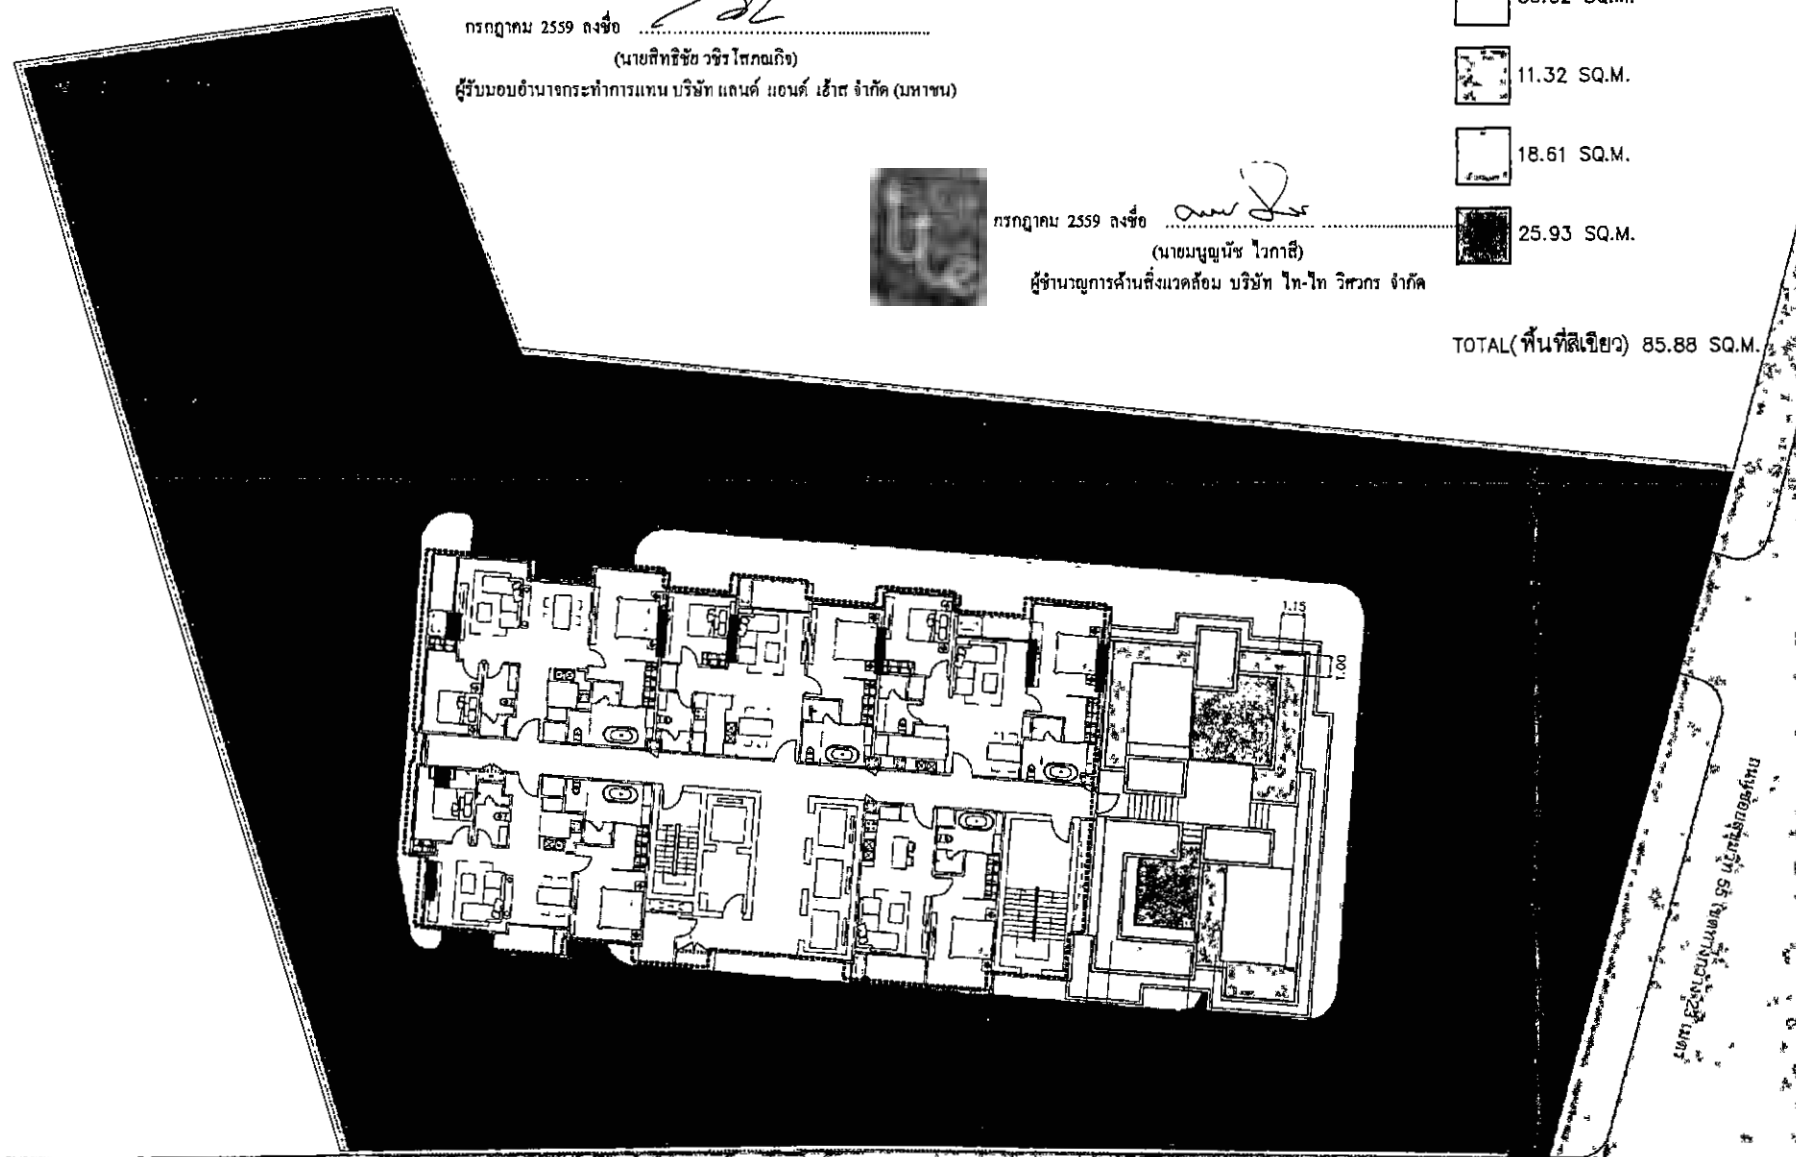 กรกฎาคม 2559 ลงชื่อ
(นายสิทธิชัย วชิรโสภณกิจ)
ผู้รับมอบอำนาจกระทำการแทน บริษัท แลนด์ แอนด์ เฮ้าส์ จำกัด (มหาชน)
11.32 SQ.M.
18.61 SQ.M.
25.93 SQ.M.
TOTAL(พื้นที่สีเขียว) 85.88 SQ.M.
กรกฎาคม 2559 ลงชื่อ
(นายมนูญนัช ไวกาสี)
ผู้ชำนาญการด้านสิ่งแวดล้อม บริษัท ไท-ไท วิศวกร จำกัด
1.15
1.00